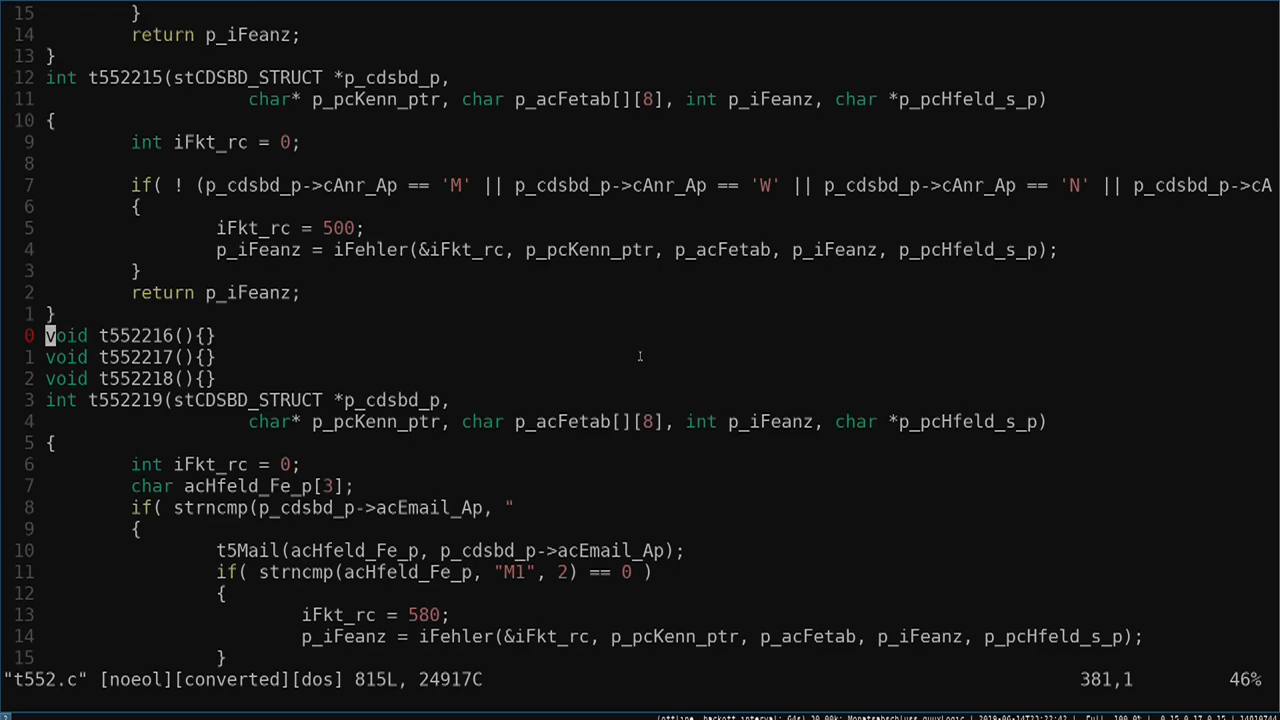 15         }
14         return p_iFeanz;
13 }
12 int t552215(stCDSBD_STRUCT *p_cdsbd_p,
11                    char* p_pcKenn_ptr, char p_acFetab[][8], int p_iFeanz, char *p_pcHfeld_s_p)
10 {
9         int iFkt_rc = 0;
8
7         if( ! (p_cdsbd_p->cAnr_Ap == 'M' || p_cdsbd_p->cAnr_Ap == 'W' || p_cdsbd_p->cAnr_Ap == 'N' || p_cdsbd_p->cA
6         {
5                 iFkt_rc = 500;
4                 p_iFeanz = iFehler(&iFkt_rc, p_pcKenn_ptr, p_acFetab, p_iFeanz, p_pcHfeld_s_p);
3         }
2         return p_iFeanz;
1 }
0 void t552216(){}
1 void t552217(){}
2 void t552218(){}
3 int t552219(stCDSBD_STRUCT *p_cdsbd_p,
4                    char* p_pcKenn_ptr, char p_acFetab[][8], int p_iFeanz, char *p_pcHfeld_s_p)
5 {
6         int iFkt_rc = 0;
7         char acHfeld_Fe_p[3];
8         if( strncmp(p_cdsbd_p->acEmail_Ap, "
9         {
10                 t5Mail(acHfeld_Fe_p, p_cdsbd_p->acEmail_Ap);
11                 if( strncmp(acHfeld_Fe_p, "M1", 2) == 0 )
12                 {
13                         iFkt_rc = 580;
14                         p_iFeanz = iFehler(&iFkt_rc, p_pcKenn_ptr, p_acFetab, p_iFeanz, p_pcHfeld_s_p);
15                 }
"t552.c" [noeol][converted][dos] 815L, 24917C 381,1 46%